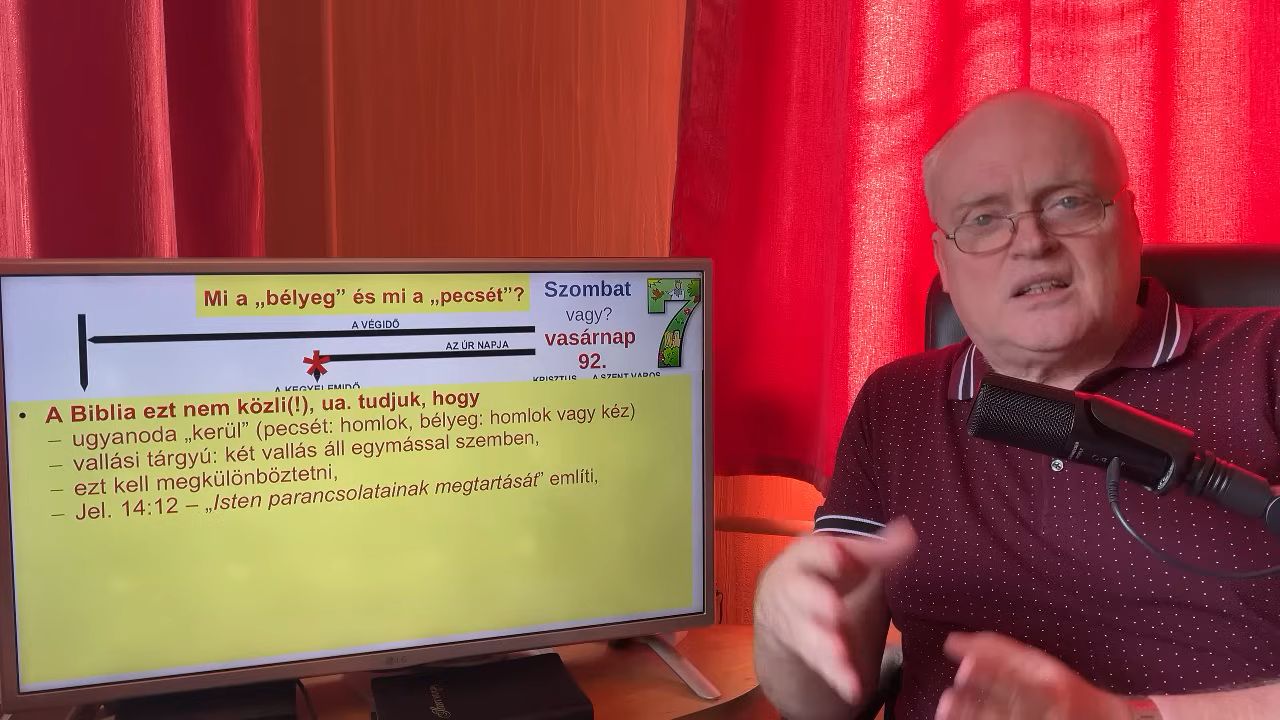 Mi a „bélyeg” és mi a „pecsét”?
Szombat
vagy?
vasárnap
92.
7
A VÉGIDŐ
AZ ÚR NAPJA
A KEGYELEMIDŐ
KRISZTUS A SZENT VÁROS
• A Biblia ezt nem közli(!), ua. tudjuk, hogy
– ugyanoda „kerül” (pecsét: homlok, bélyeg: homlok vagy kéz)
– vallási tárgyú: két vallás áll egymással szemben,
– ezt kell megkülönböztetni,
– Jel. 14:12 – „Isten parancsolatainak megtartását” említi,
LG